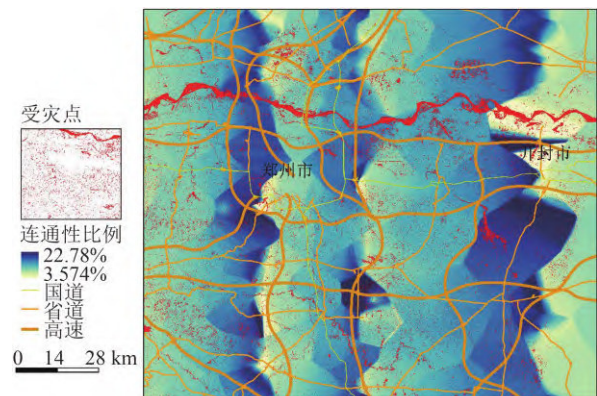 受灾点
连通性比例
22.78%
3.574%
国道
省道
高速
0 14 28 km
郑州市
开封市